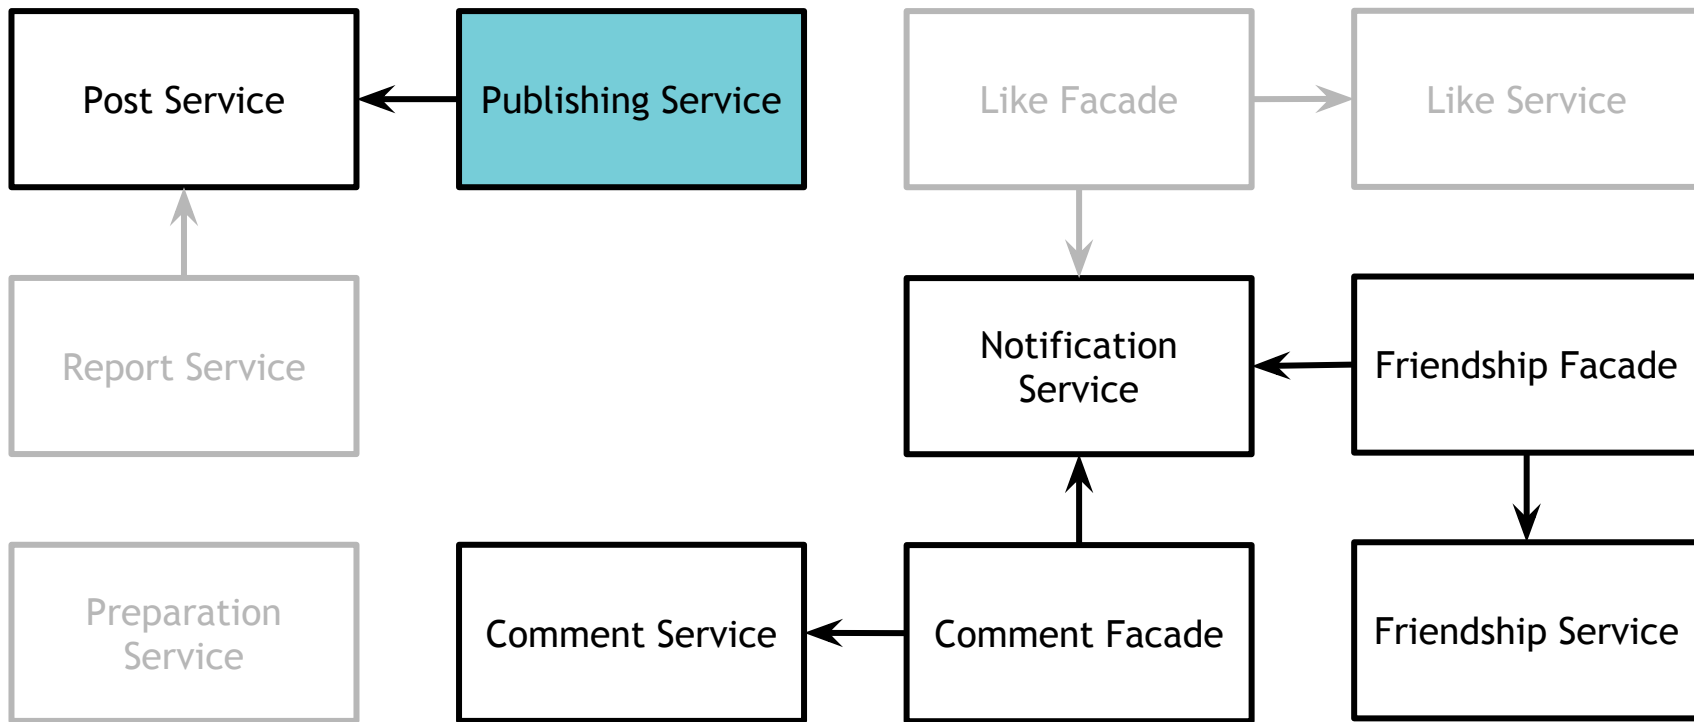 Post Service
Publishing Service
Like Facade
Like Service
Report Service
Notification
Service
Friendship Facade
Preparation
Service
Comment Service
Comment Facade
Friendship Service